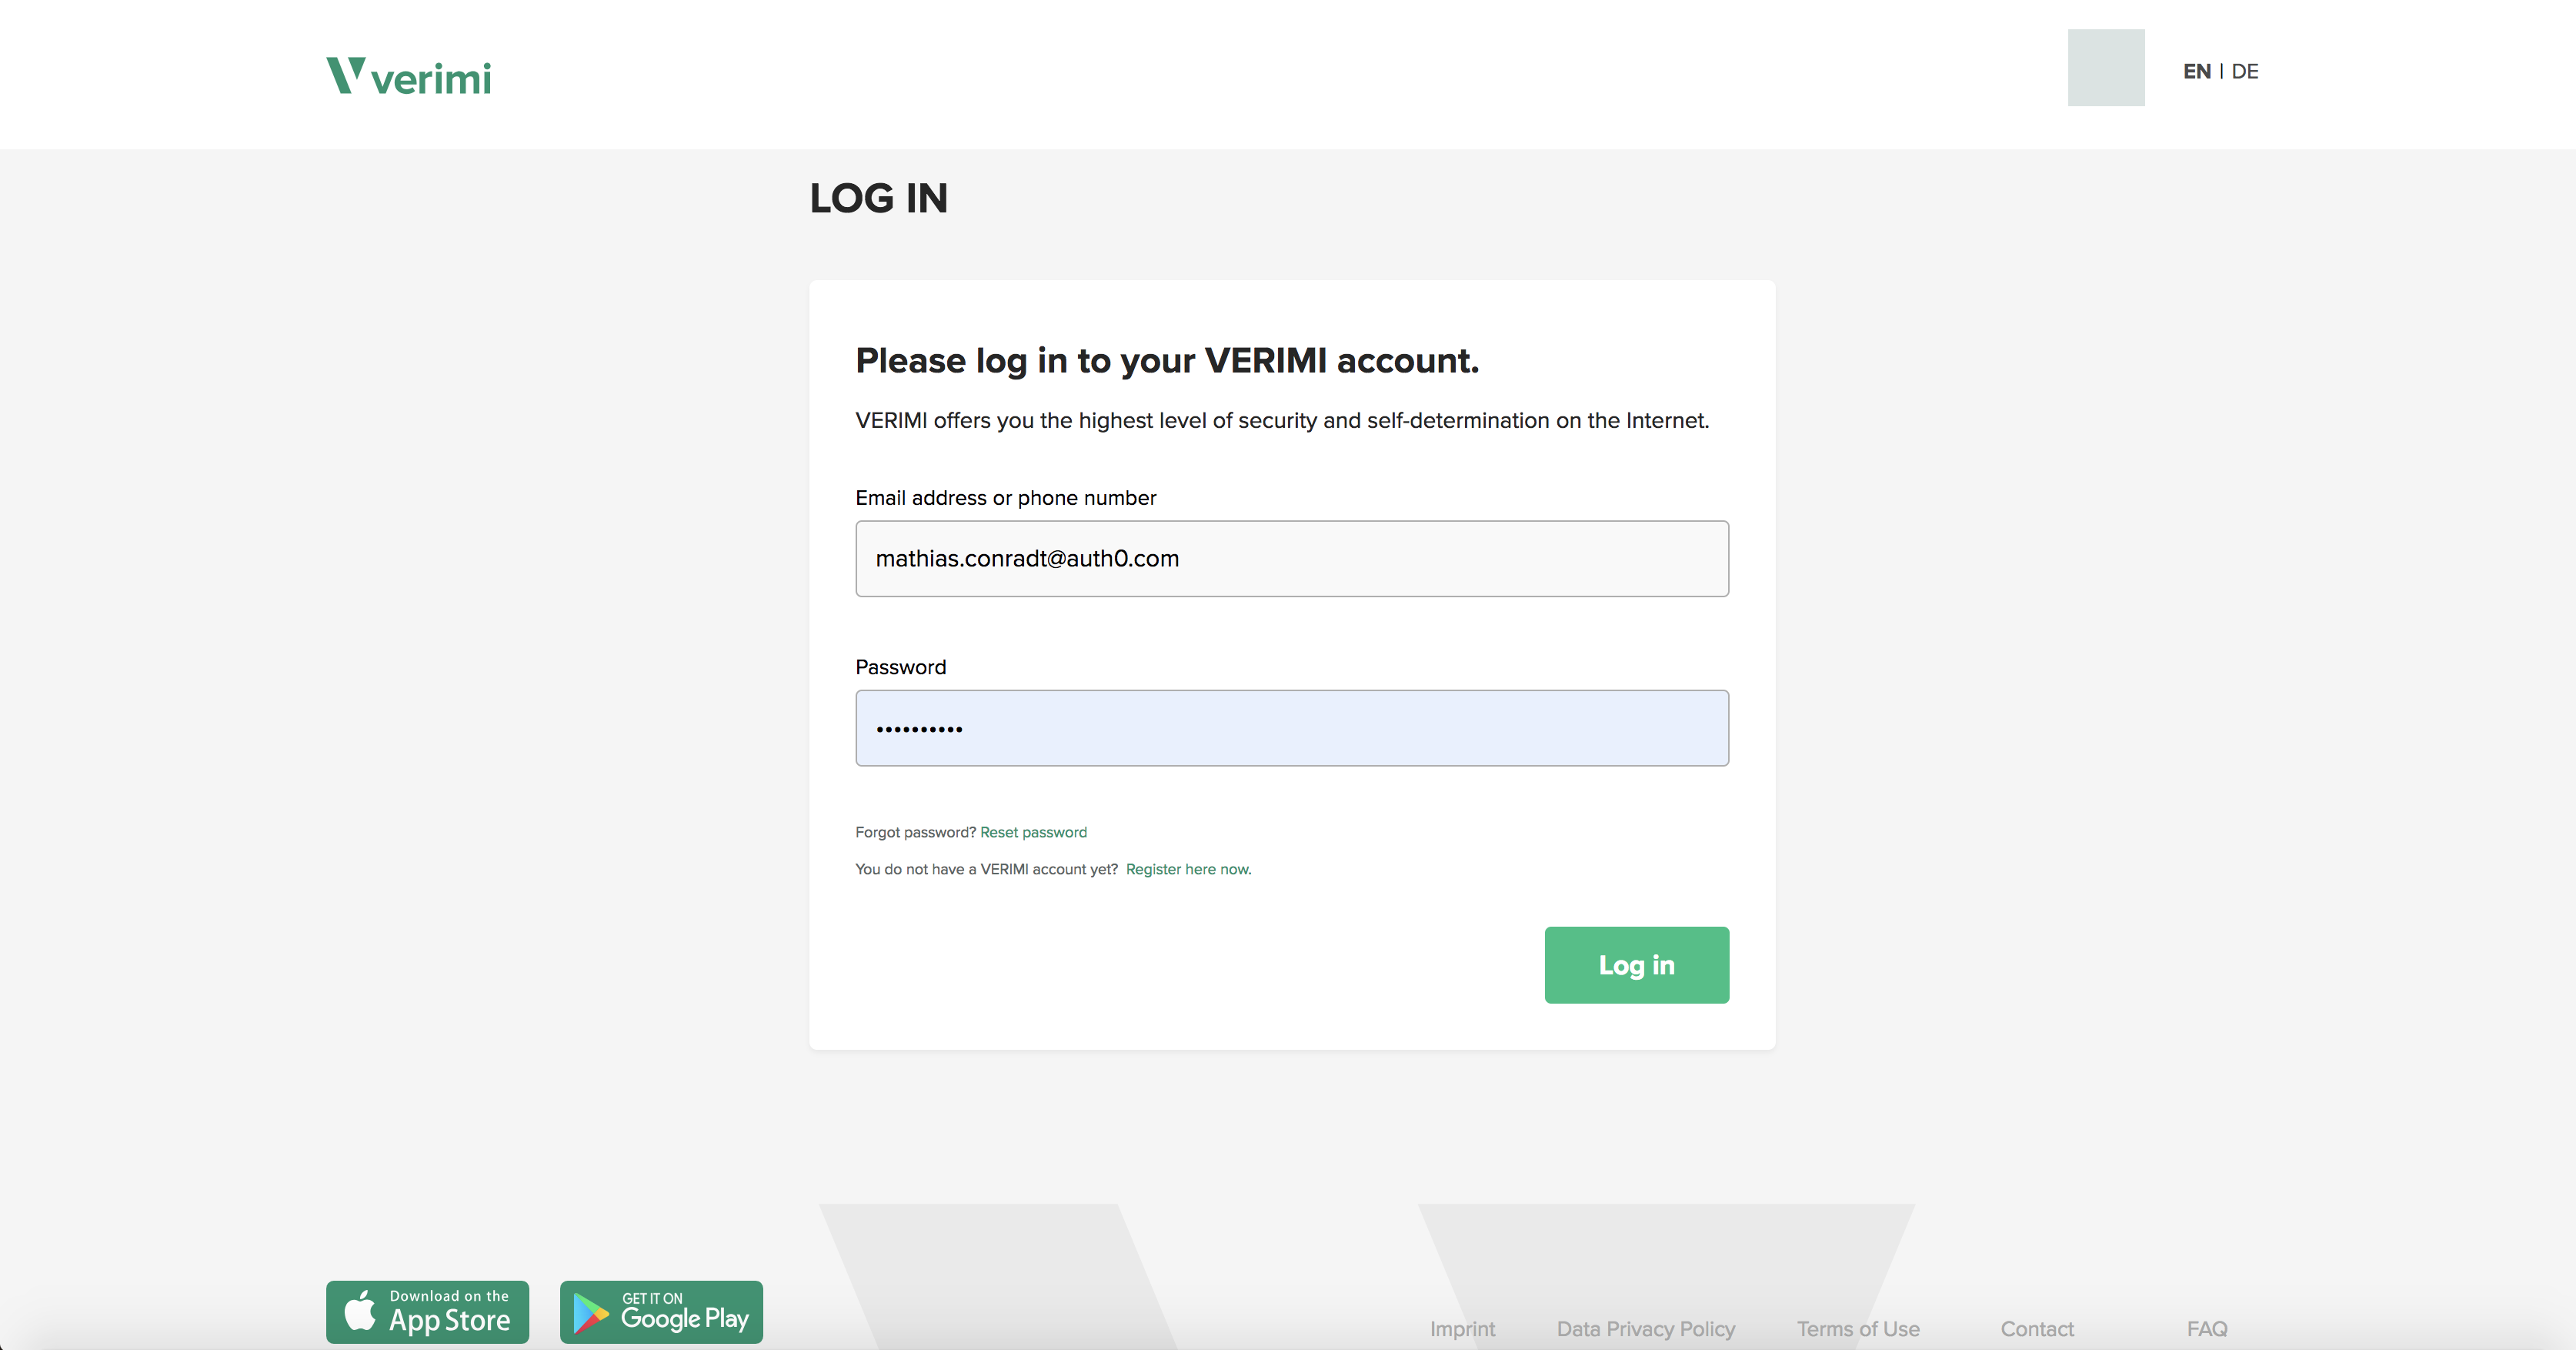 verimi
EN | DE
LOG IN
Please log in to your VERIMI account.
VERIMI offers you the highest level of security and self-determination on the Internet.
Email address or phone number
mathias.conradt@auth0.com
Password
••••••••••
Forgot password? Reset password
You do not have a VERIMI account yet? Register here now.
Log in
Download on the
App Store
GET IT ON
Google Play
Imprint
Data Privacy Policy
Terms of Use
Contact
FAQ